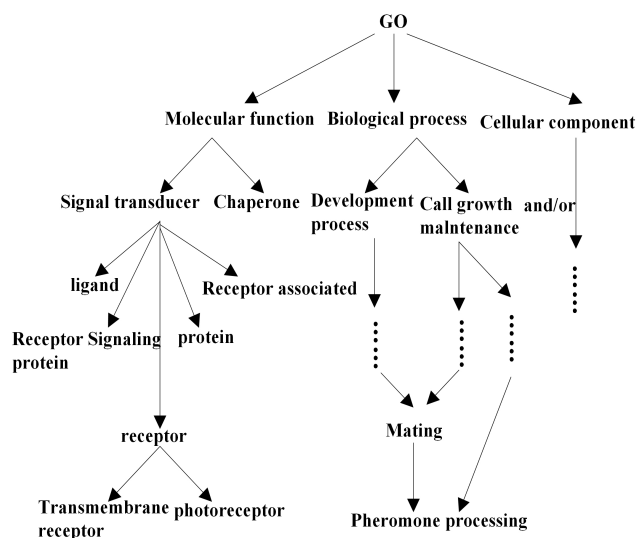 GO
Molecular function
Biological process
Cellular component
Signal transducer
Chaperone
Development
process
Call growth
malntenance
and/or
ligand
Receptor associated
Receptor Signaling
protein
protein
receptor
Mating
Transmembrane
receptor
photoreceptor
Pheromone processing